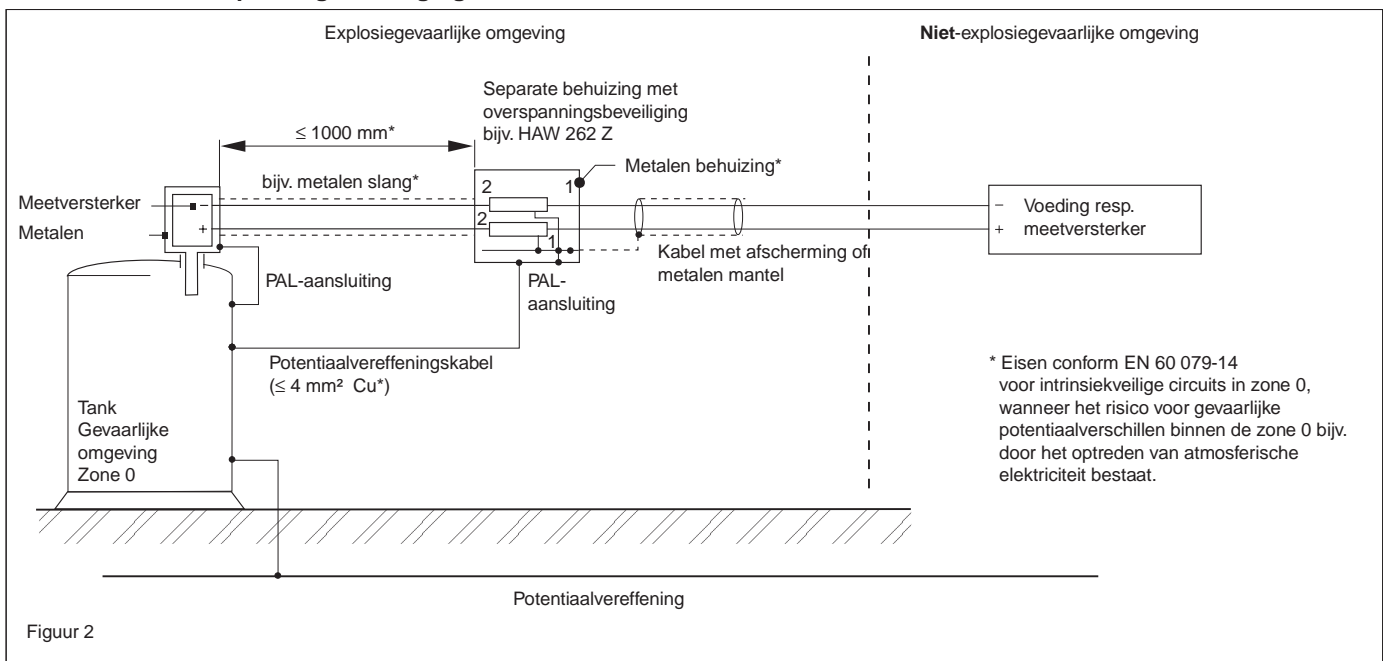 Explosiegevaarlijke omgeving
Niet-explosiegevaarlijke omgeving
Separate behuizing met
overspanningsbeveiliging
bijv. HAW 262 Z
≤ 1000 mm*
Metalen behuizing*
bijv. metalen slang*
2
1
Meetversterker
−
−
Voeding resp.
meetversterker
2
Metalen
+
1
+
Kabel met afscherming of
metalen mantel
PAL-aansluiting
PAL-
aansluiting
Potentiaalvereffeningskabel
(≤ 4 mm² Cu*)
* Eisen conform EN 60 079-14
voor intrinsiekveilige circuits in zone 0,
wanneer het risico voor gevaarlijke
potentiaalverschillen binnen de zone 0 bijv.
door het optreden van atmosferische
elektriciteit bestaat.
Tank
Gevaarlijke
omgeving
Zone 0
Potentiaalvereffening
Figuur 2